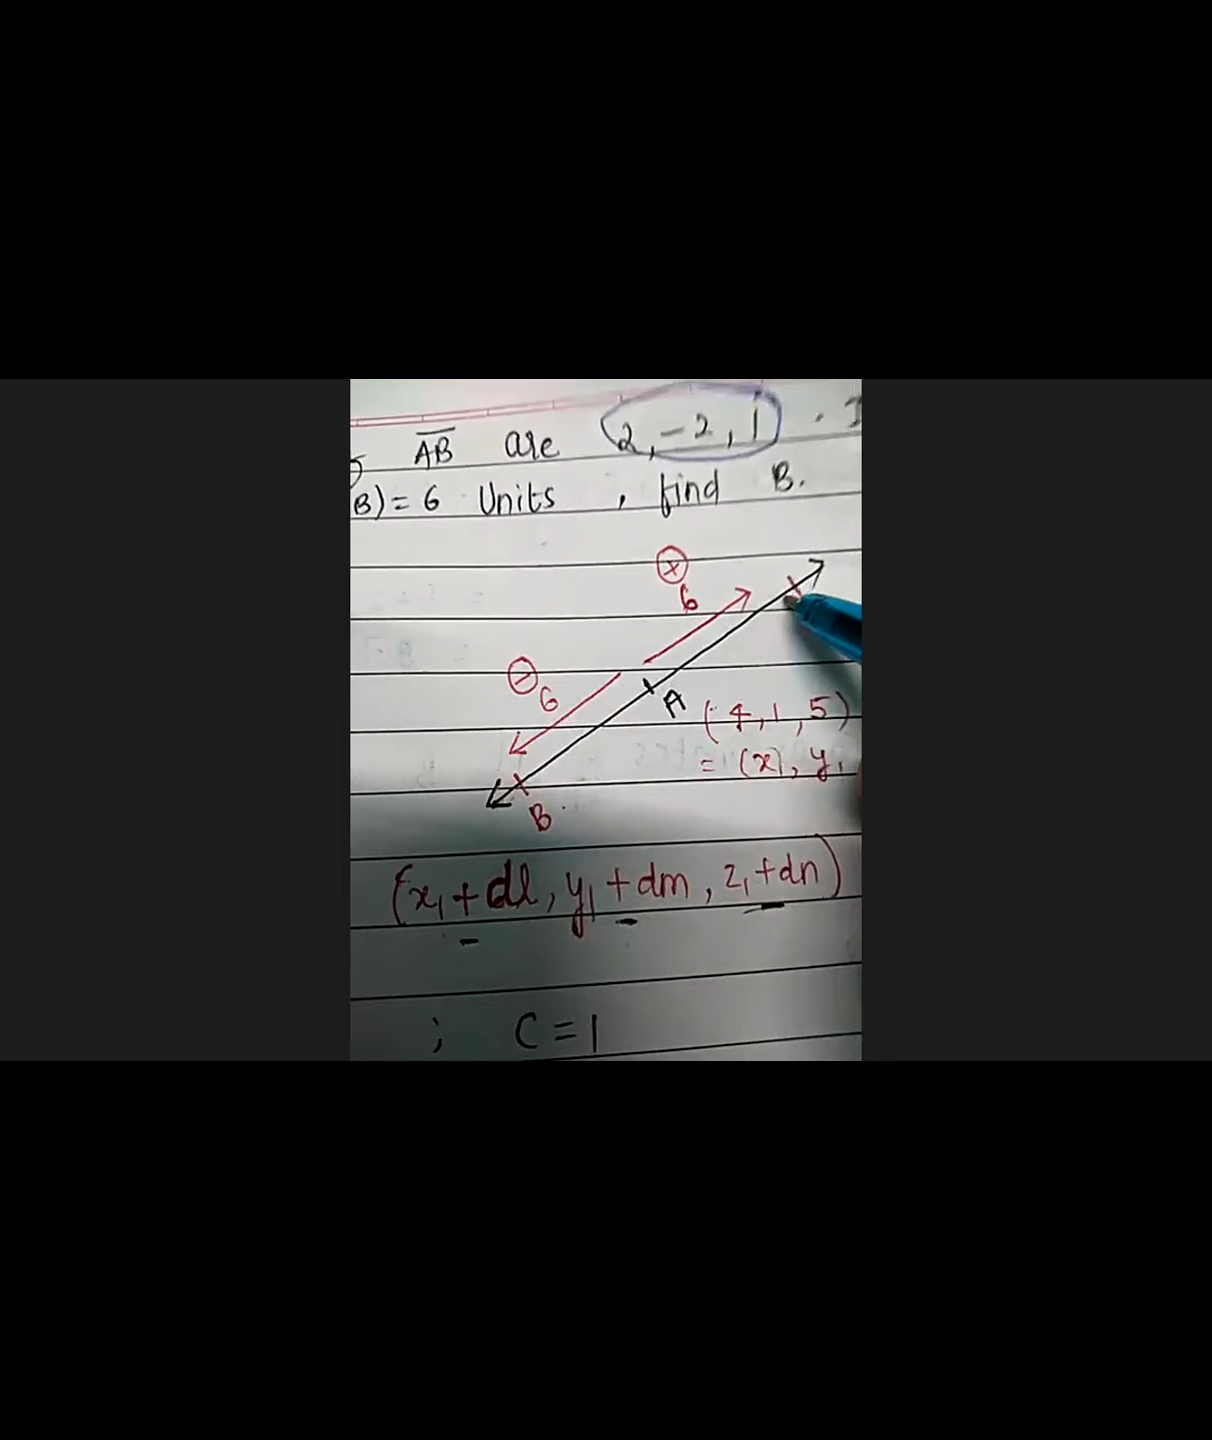 AB are 2, -2, 1 .
B) = 6 Units , find B.
+
6
-
6
A
(4, 1, 5)
= (x1, y1
B
(x1 + dl, y1 + dm, z1 + dn)
; C = 1